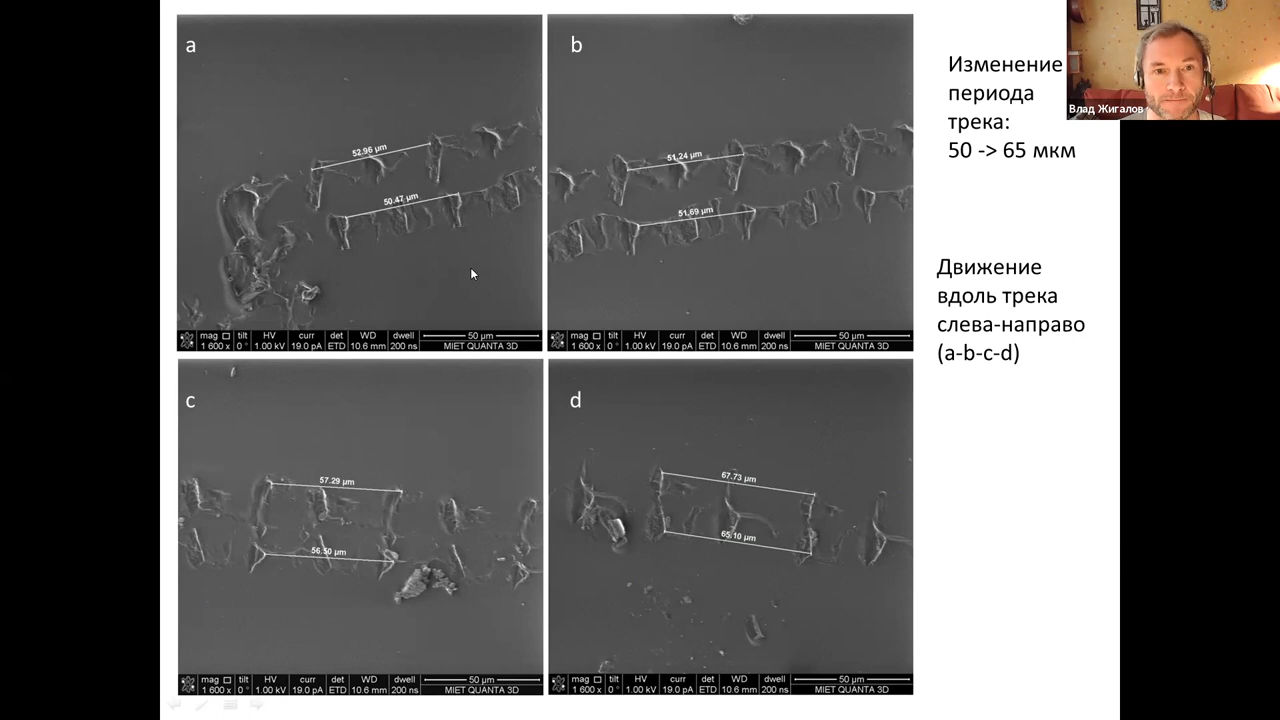 a
52.96 µm
50.47 µm
mag
tilt
HV
curr
det
WD
dwell
50 µm
1 600 x
0 °
1.00 kV
19.0 pA
ETD
10.6 mm
200 ns
MIET QUANTA 3D
b
51.24 µm
51.69 µm
mag
tilt
HV
curr
det
WD
dwell
50 µm
1 600 x
0 °
1.00 kV
19.0 pA
ETD
10.6 mm
200 ns
MIET QUANTA 3D
Изменение
периода
трека:
50 -> 65 мкм
Влад Жигалов
Движение
вдоль трека
слева-направо
(a-b-c-d)
c
57.29 µm
56.50 µm
mag
tilt
HV
curr
det
WD
dwell
50 µm
1 600 x
0 °
1.00 kV
19.0 pA
ETD
10.6 mm
200 ns
MIET QUANTA 3D
d
67.73 µm
65.10 µm
mag
tilt
HV
curr
det
WD
dwell
50 µm
1 600 x
0 °
1.00 kV
19.0 pA
ETD
10.6 mm
200 ns
MIET QUANTA 3D